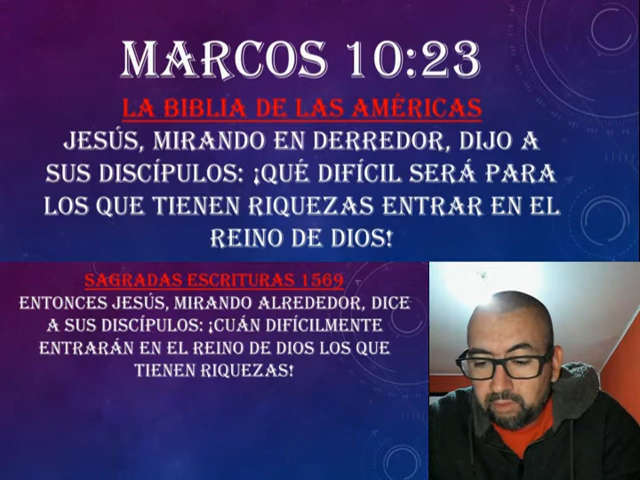 MARCOS 10:23
LA BIBLIA DE LAS AMÉRICAS
JESÚS, MIRANDO EN DERREDOR, DIJO A
SUS DISCÍPULOS: ¡QUÉ DIFÍCIL SERÁ PARA
LOS QUE TIENEN RIQUEZAS ENTRAR EN EL
REINO DE DIOS!
SAGRADAS ESCRITURAS 1569
ENTONCES JESÚS, MIRANDO ALREDEDOR, DICE
A SUS DISCÍPULOS: ¡CUÁN DIFÍCILMENTE
ENTRARÁN EN EL REINO DE DIOS LOS QUE
TIENEN RIQUEZAS!